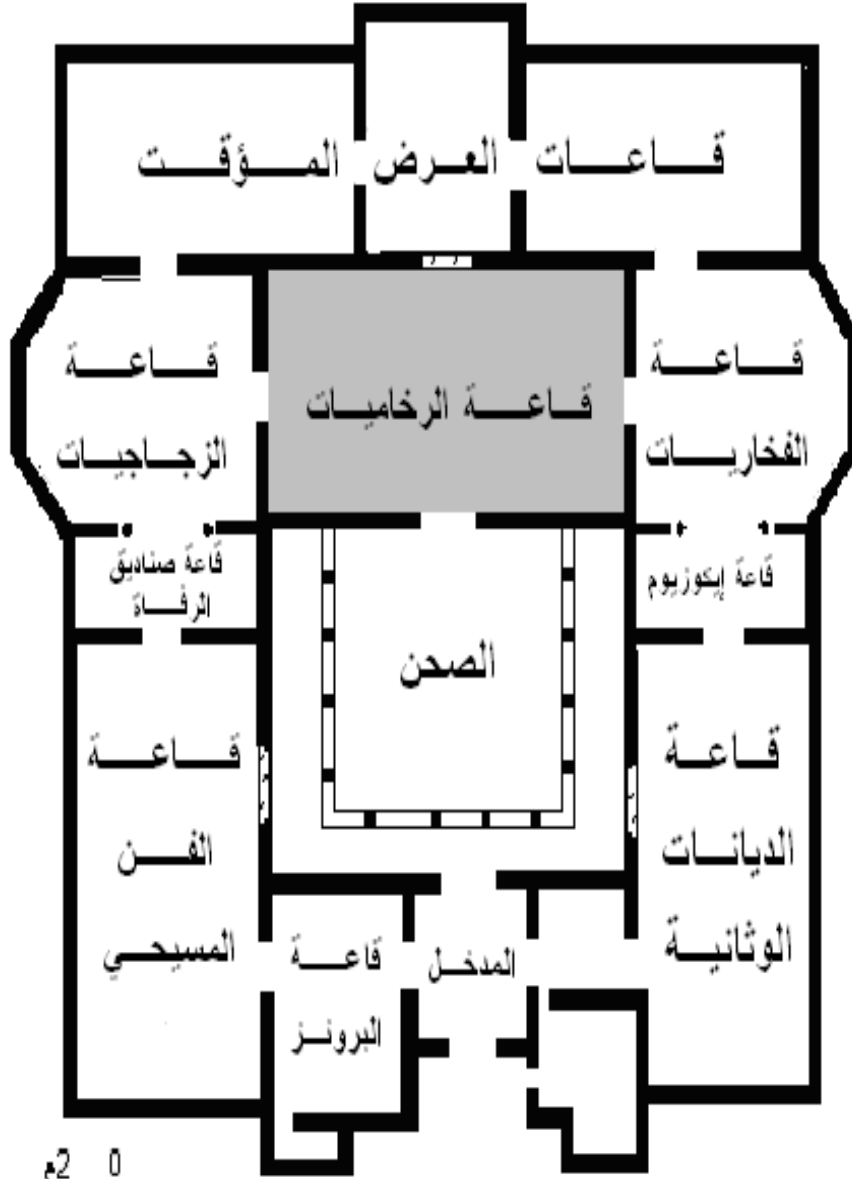 قاعات العرض المؤقت
قاعة الفخاريات
قاعة الرخاميات
قاعة الزجاجيات
قاعة إيكوزيوم
قاعة صناديق
الرفاة
الصحن
قاعة
الديانات
الوثانية
قاعة
الفن
المسيحي
المدخل
قاعة
البرونز
0 2م